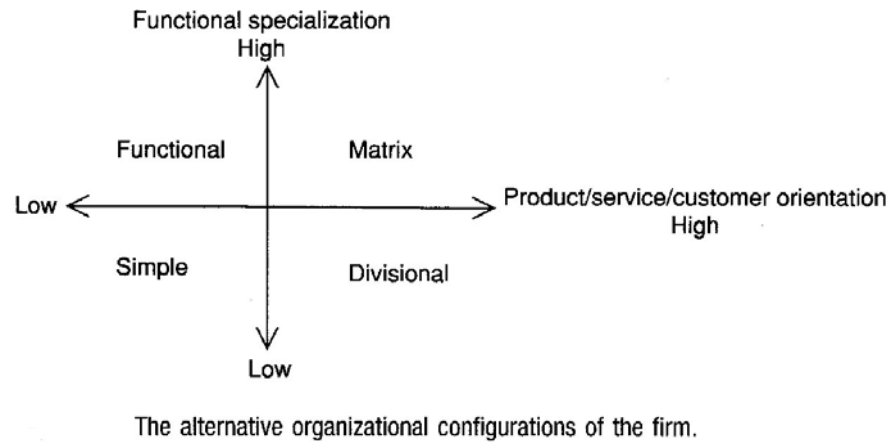 Functional specialization
High
Functional
Matrix
Low
Product/service/customer orientation
High
Simple
Divisional
Low
The alternative organizational configurations of the firm.